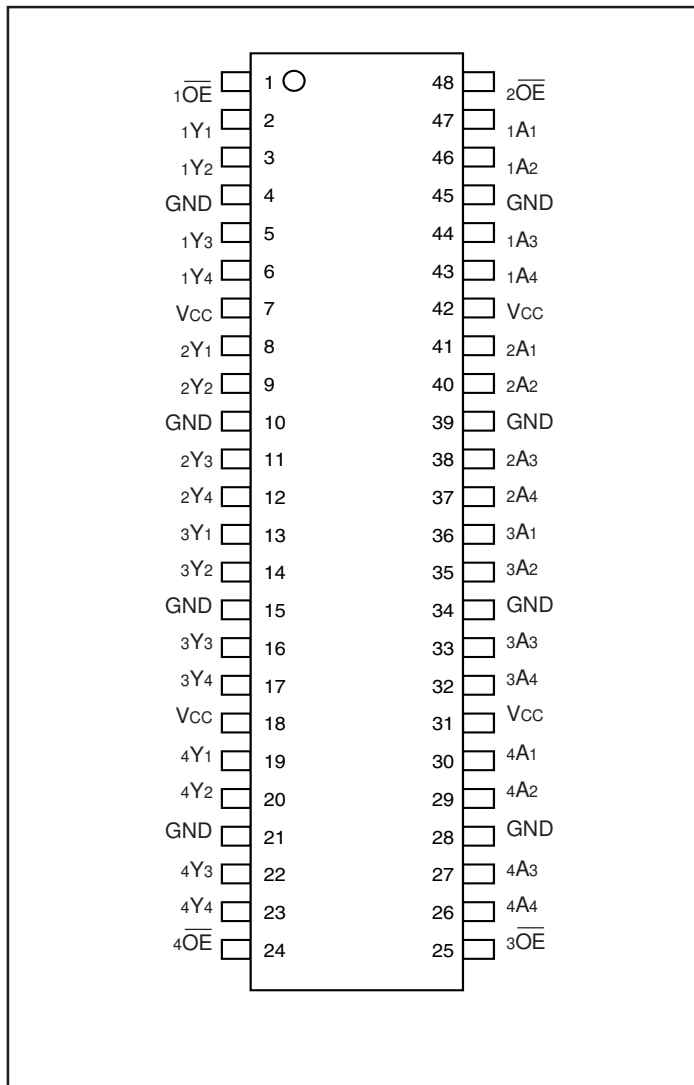 1OE 1 48 2OE
1Y1 2 47 1A1
1Y2 3 46 1A2
GND 4 45 GND
1Y3 5 44 1A3
1Y4 6 43 1A4
VCC 7 42 VCC
2Y1 8 41 2A1
2Y2 9 40 2A2
GND 10 39 GND
2Y3 11 38 2A3
2Y4 12 37 2A4
3Y1 13 36 3A1
3Y2 14 35 3A2
GND 15 34 GND
3Y3 16 33 3A3
3Y4 17 32 3A4
VCC 18 31 VCC
4Y1 19 30 4A1
4Y2 20 29 4A2
GND 21 28 GND
4Y3 22 27 4A3
4Y4 23 26 4A4
4OE 24 25 3OE